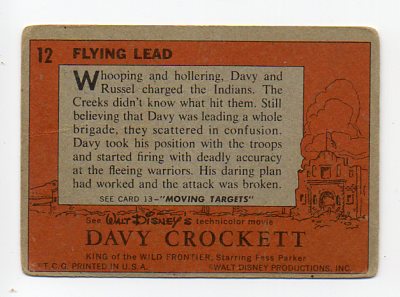 12 FLYING LEAD
Whooping and hollering, Davy and
Russel charged the Indians. The
Creeks didn't know what hit them. Still
believing that Davy was leading a whole
brigade, they scattered in confusion.
Davy took his position with the troops
and started firing with deadly accuracy
at the fleeing warriors. His daring plan
had worked and the attack was broken.
SEE CARD 13-"MOVING TARGETS"
See WALT DISNEY'S technicolor movie
DAVY CROCKETT
KING OF THE WILD FRONTIER, Starring Fess Parker
©T.C.G. PRINTED IN U.S.A. ©WALT DISNEY PRODUCTIONS, INC.